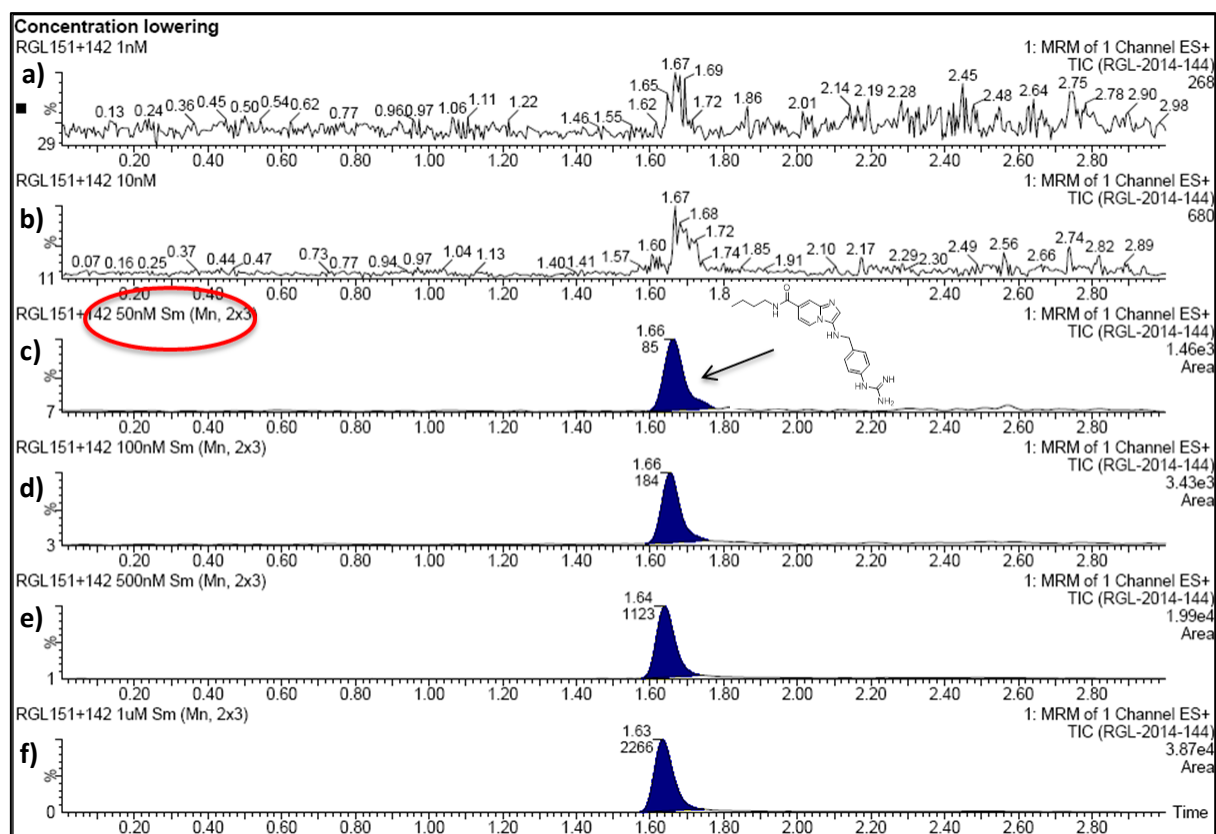 Concentration lowering
RGL151+142 1nM
1: MRM of 1 Channel ES+
TIC (RGL-2014-144)
268
a)
%
29
0.13 0.24 0.36 0.45 0.50 0.54 0.62 0.77 0.96 0.97 1.06 1.11 1.22 1.46 1.55 1.62 1.65 1.67 1.69 1.72 1.86 2.01 2.14 2.19 2.28 2.45 2.48 2.64 2.75 2.78 2.90 2.98
0.20 0.40 0.60 0.80 1.00 1.20 1.40 1.60 1.80 2.00 2.20 2.40 2.60 2.80
RGL151+142 10nM
1: MRM of 1 Channel ES+
TIC (RGL-2014-144)
680
b)
%
11
0.07 0.16 0.25 0.37 0.44 0.47 0.73 0.77 0.94 0.97 1.04 1.13 1.40 1.41 1.57 1.60 1.67 1.68 1.72 1.74 1.85 1.91 2.10 2.17 2.29 2.30 2.49 2.56 2.66 2.74 2.82 2.89
0.20 0.40 0.60 0.80 1.00 1.20 1.40 1.60 1.80 2.00 2.20 2.40 2.60 2.80
RGL151+142 50nM Sm (Mn, 2x3)
1: MRM of 1 Channel ES+
TIC (RGL-2014-144)
1.46e3
Area
c)
%
7
1.66
85
O
N
N
H
N
HN
HN
NH
NH2
0.20 0.40 0.60 0.80 1.00 1.20 1.40 1.60 1.80 2.00 2.20 2.40 2.60 2.80
RGL151+142 100nM Sm (Mn, 2x3)
1: MRM of 1 Channel ES+
TIC (RGL-2014-144)
3.43e3
Area
d)
%
3
1.66
184
0.20 0.40 0.60 0.80 1.00 1.20 1.40 1.60 1.80 2.00 2.20 2.40 2.60 2.80
RGL151+142 500nM Sm (Mn, 2x3)
1: MRM of 1 Channel ES+
TIC (RGL-2014-144)
1.99e4
Area
e)
%
1
1.64
1123
0.20 0.40 0.60 0.80 1.00 1.20 1.40 1.60 1.80 2.00 2.20 2.40 2.60 2.80
RGL151+142 1uM Sm (Mn, 2x3)
1: MRM of 1 Channel ES+
TIC (RGL-2014-144)
3.87e4
Area
f)
%
0
1.63
2266
Time
0.20 0.40 0.60 0.80 1.00 1.20 1.40 1.60 1.80 2.00 2.20 2.40 2.60 2.80